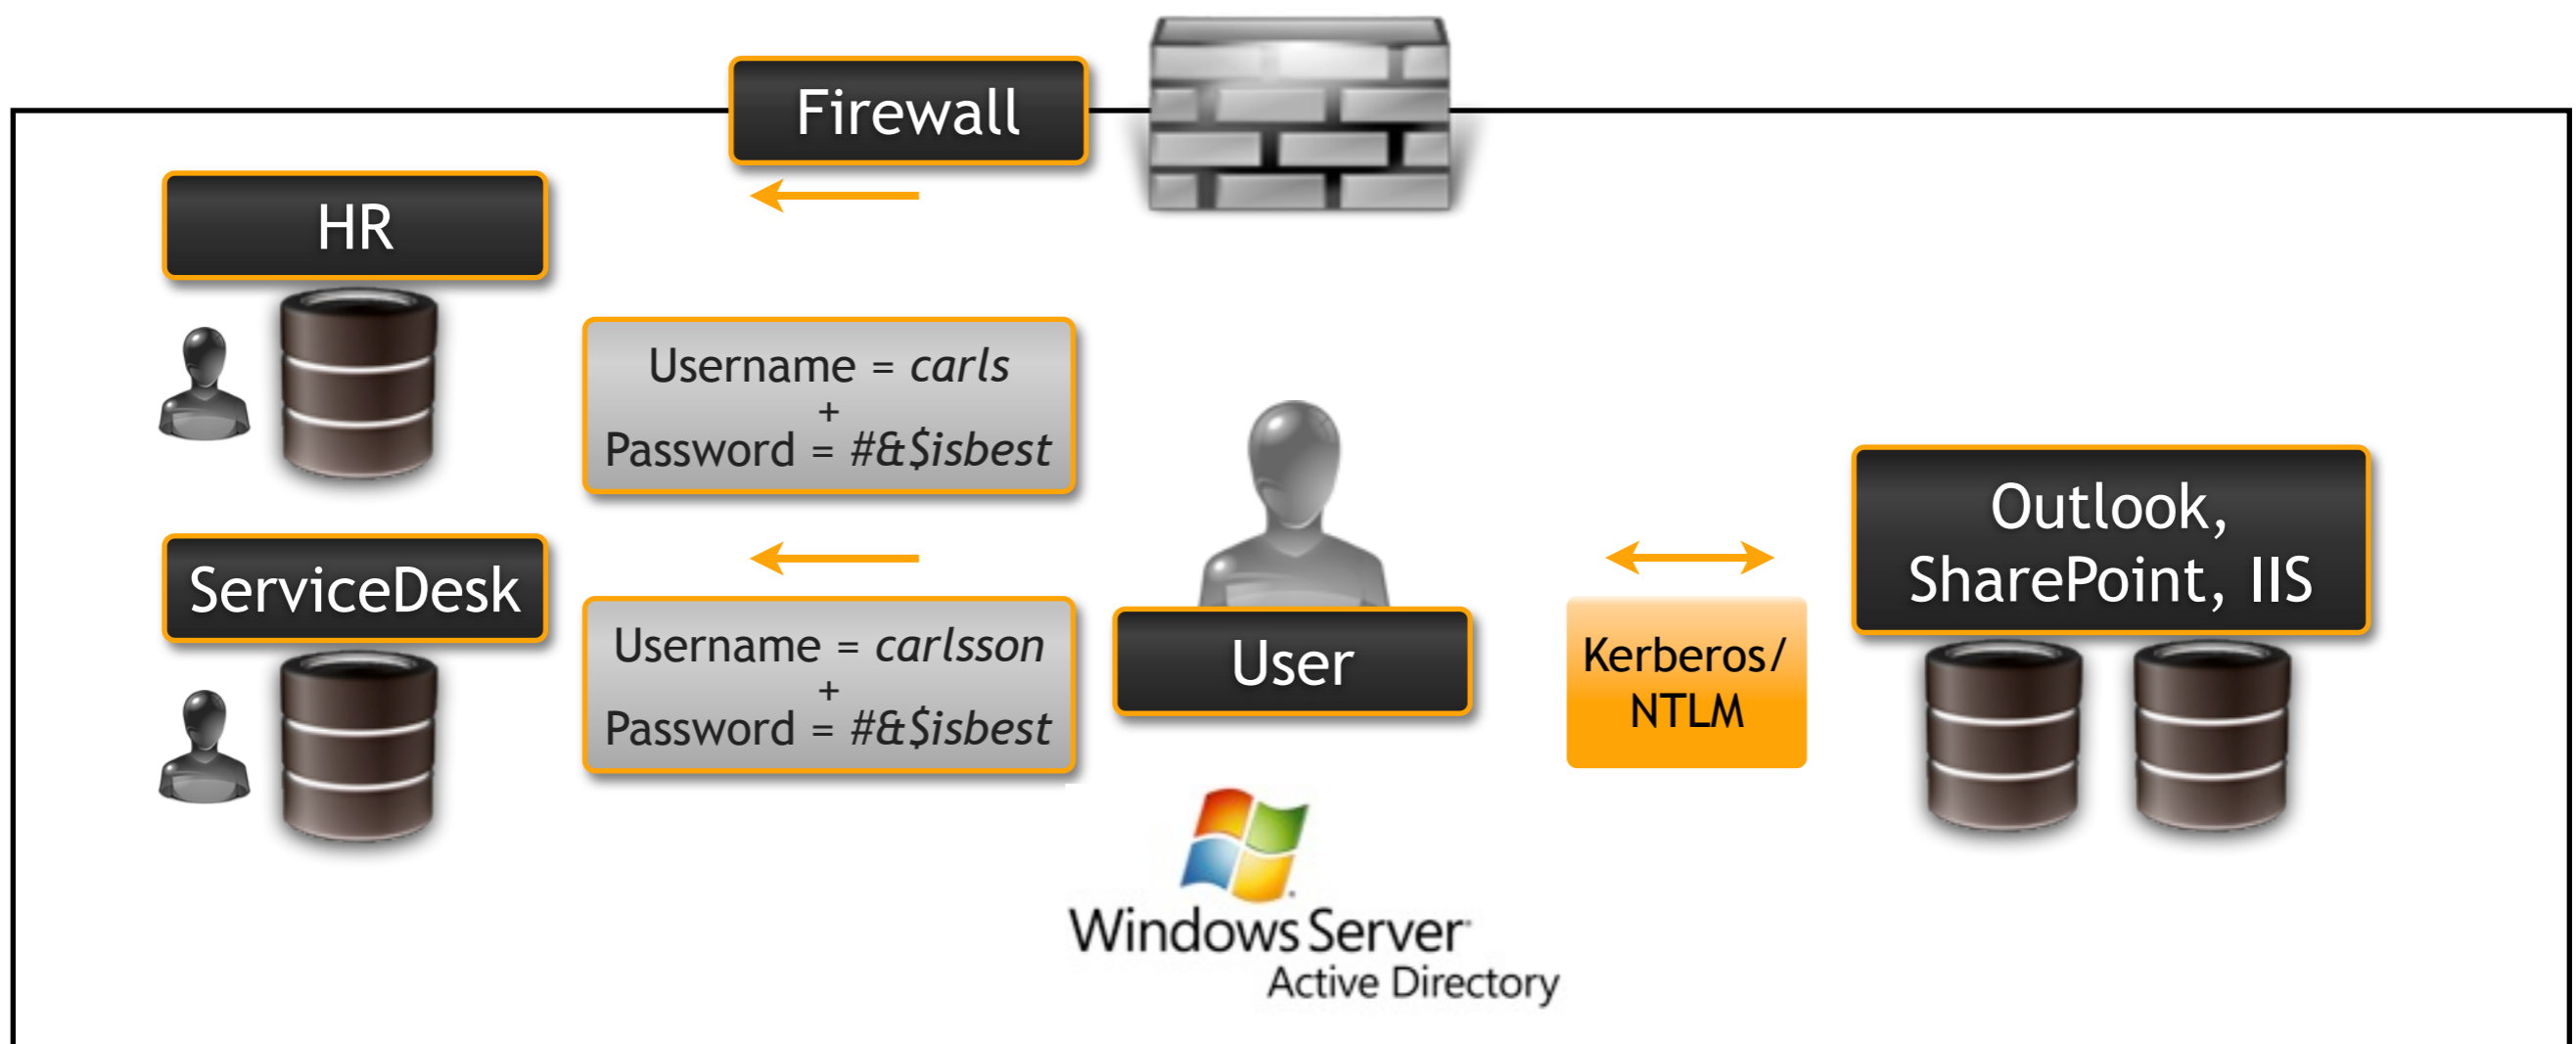 Firewall
HR
Username = carls
+
Password = #&$isbest
ServiceDesk
Username = carlsson
+
Password = #&$isbest
User
Kerberos/
NTLM
Outlook,
SharePoint, IIS
Windows Server
Active Directory